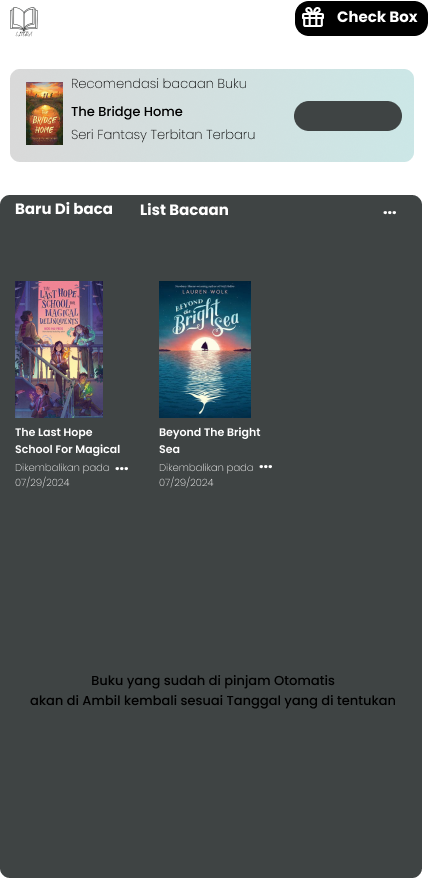 Check Box
Recomendasi bacaan Buku
The Bridge Home
Seri Fantasy Terbitan Terbaru
THE
BRIDGE
HOME
Baru Di baca
List Bacaan
THE
LAST HOPE
SCHOOL FOR
MAGICAL
DELINQUENTS
LAUREN WOLK
BEYOND
the
Bright
Sea
The Last Hope
School For Magical
Dikembalikan pada
07/29/2024
Beyond The Bright
Sea
Dikembalikan pada
07/29/2024
Buku yang sudah di pinjam Otomatis
akan di Ambil kembali sesuai Tanggal yang di tentukan